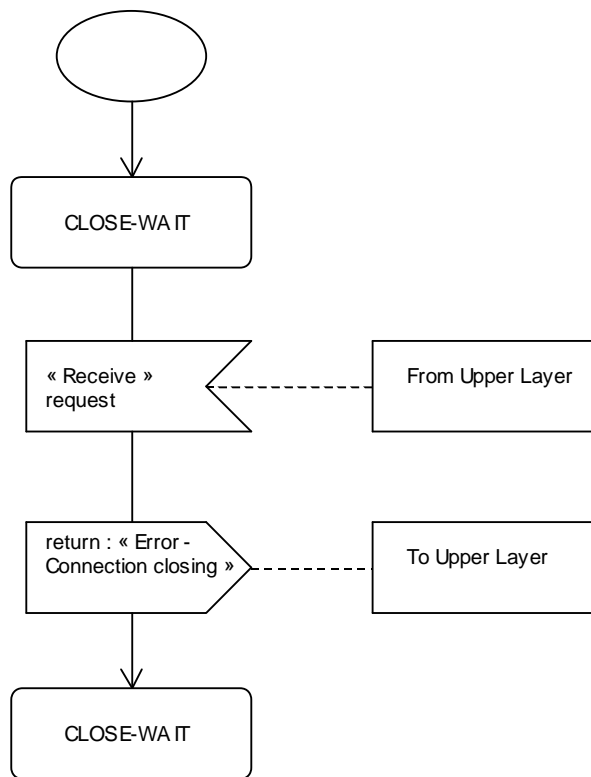 CLOSE-WAIT
« Receive »
request
From Upper Layer
return : « Error -
Connection closing »
To Upper Layer
CLOSE-WAIT